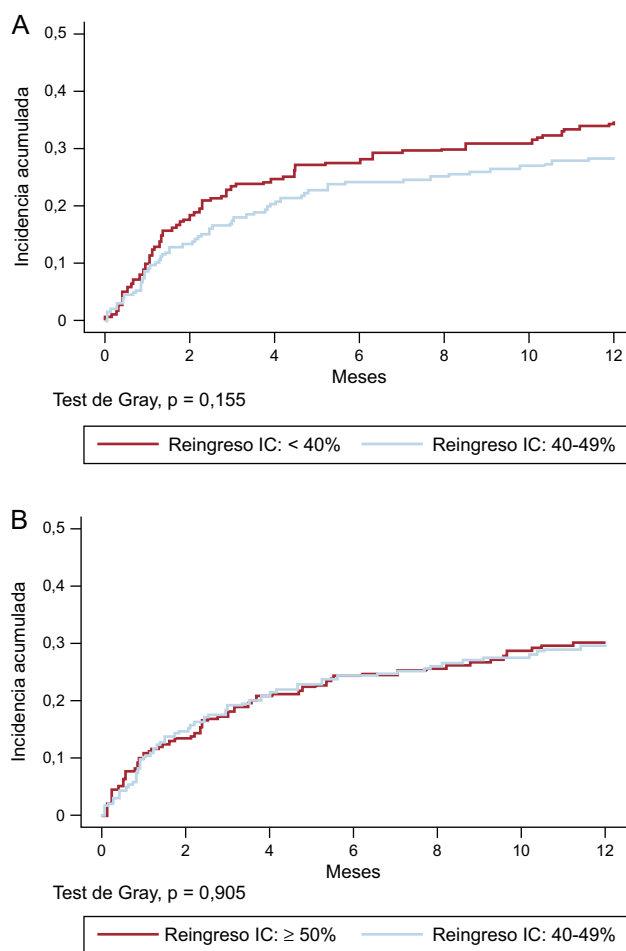 A
Incidencia acumulada
0,5
0,4
0,3
0,2
0,1
0
0 2 4 6 8 10 12
Meses
Test de Gray, p = 0,155
Reingreso IC: < 40% Reingreso IC: 40-49%
B
Incidencia acumulada
0,5
0,4
0,3
0,2
0,1
0
0 2 4 6 8 10 12
Meses
Test de Gray, p = 0,905
Reingreso IC: ≥ 50% Reingreso IC: 40-49%